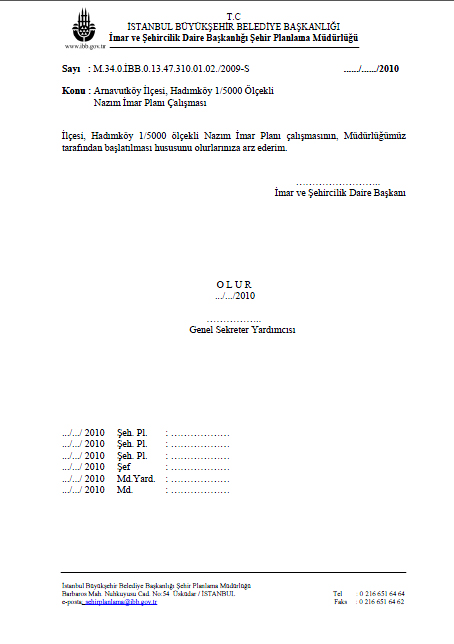 T.C
İSTANBUL BÜYÜKŞEHİR BELEDİYE BAŞKANLIĞI
İmar ve Şehircilik Daire Başkanlığı Şehir Planlama Müdürlüğü
www.ibb.gov.tr
Sayı : M.34.0.İBB.0.13.47.310.01.02./2009-S ....../....../2010
Konu : Arnavutköy İlçesi, Hadımköy 1/5000 Ölçekli
Nazım İmar Planı Çalışması
İlçesi, Hadımköy 1/5000 ölçekli Nazım İmar Planı çalışmasının, Müdürlüğümüz
tarafından başlatılması hususunu olurlarınıza arz ederim.
……………………..
İmar ve Şehircilik Daire Başkanı
O L U R
.../.../2010
……………..
Genel Sekreter Yardımcısı
.../.../ 2010 Şeh. Pl. : ………………
.../.../ 2010 Şeh. Pl. : ………………
.../.../ 2010 Şeh. Pl. : ………………
.../.../ 2010 Şef : ………………
.../.../ 2010 Md.Yard. : ………………
.../.../ 2010 Md. : ………………
İstanbul Büyükşehir Belediye Başkanlığı Şehir Planlama Müdürlüğü
Barbaros Mah. Nuhkuyusu Cad. No:54 Üsküdar / İSTANBUL Tel : 0 216 651 64 64
e-posta: sehirplanlama@ibb.gov.tr Faks : 0 216 651 64 62